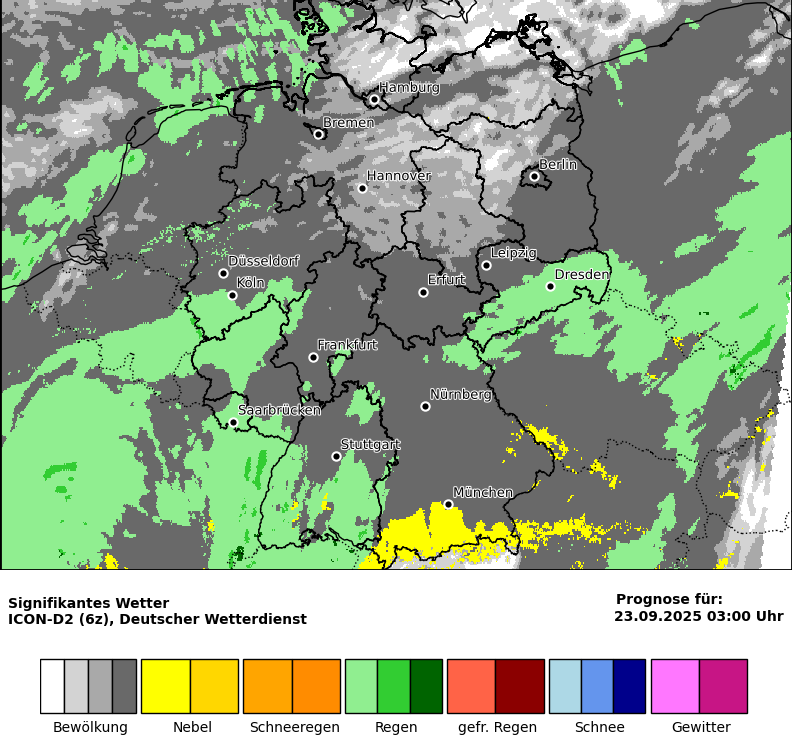 Hamburg
Bremen
Berlin
Hannover
Leipzig
Düsseldorf
Dresden
Köln
Erfurt
Frankfurt
Nürnberg
Saarbrücken
Stuttgart
München
Signifikantes Wetter
ICON-D2 (6z), Deutscher Wetterdienst
Prognose für:
23.09.2025 03:00 Uhr
Bewölkung Nebel Schneeregen Regen gefr. Regen Schnee Gewitter